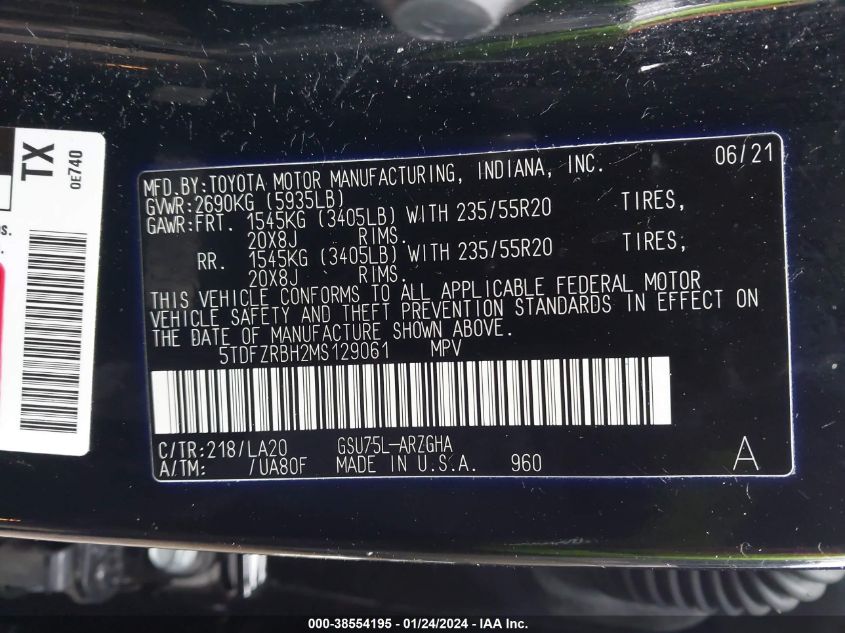 TX
0E740
06/21
MFD.BY:TOYOTA MOTOR MANUFACTURING, INDIANA, INC.
GVWR:2690KG (5935LB)
GAWR:FRT. 1545KG (3405LB) WITH 235/55R20 TIRES,
20X8J RIMS.
RR. 1545KG (3405LB) WITH 235/55R20 TIRES,
20X8J RIMS.
THIS VEHICLE CONFORMS TO ALL APPLICABLE FEDERAL MOTOR
VEHICLE SAFETY AND THEFT PREVENTION STANDARDS IN EFFECT ON
THE DATE OF MANUFACTURE SHOWN ABOVE.
5TDFZRBH2MS129061 MPV
C/TR:218/LA20 GSU75L-ARZGHA
A/TM: /UA80F MADE IN U.S.A. 960 A
000-38554195 - 01/24/2024 - IAA Inc.